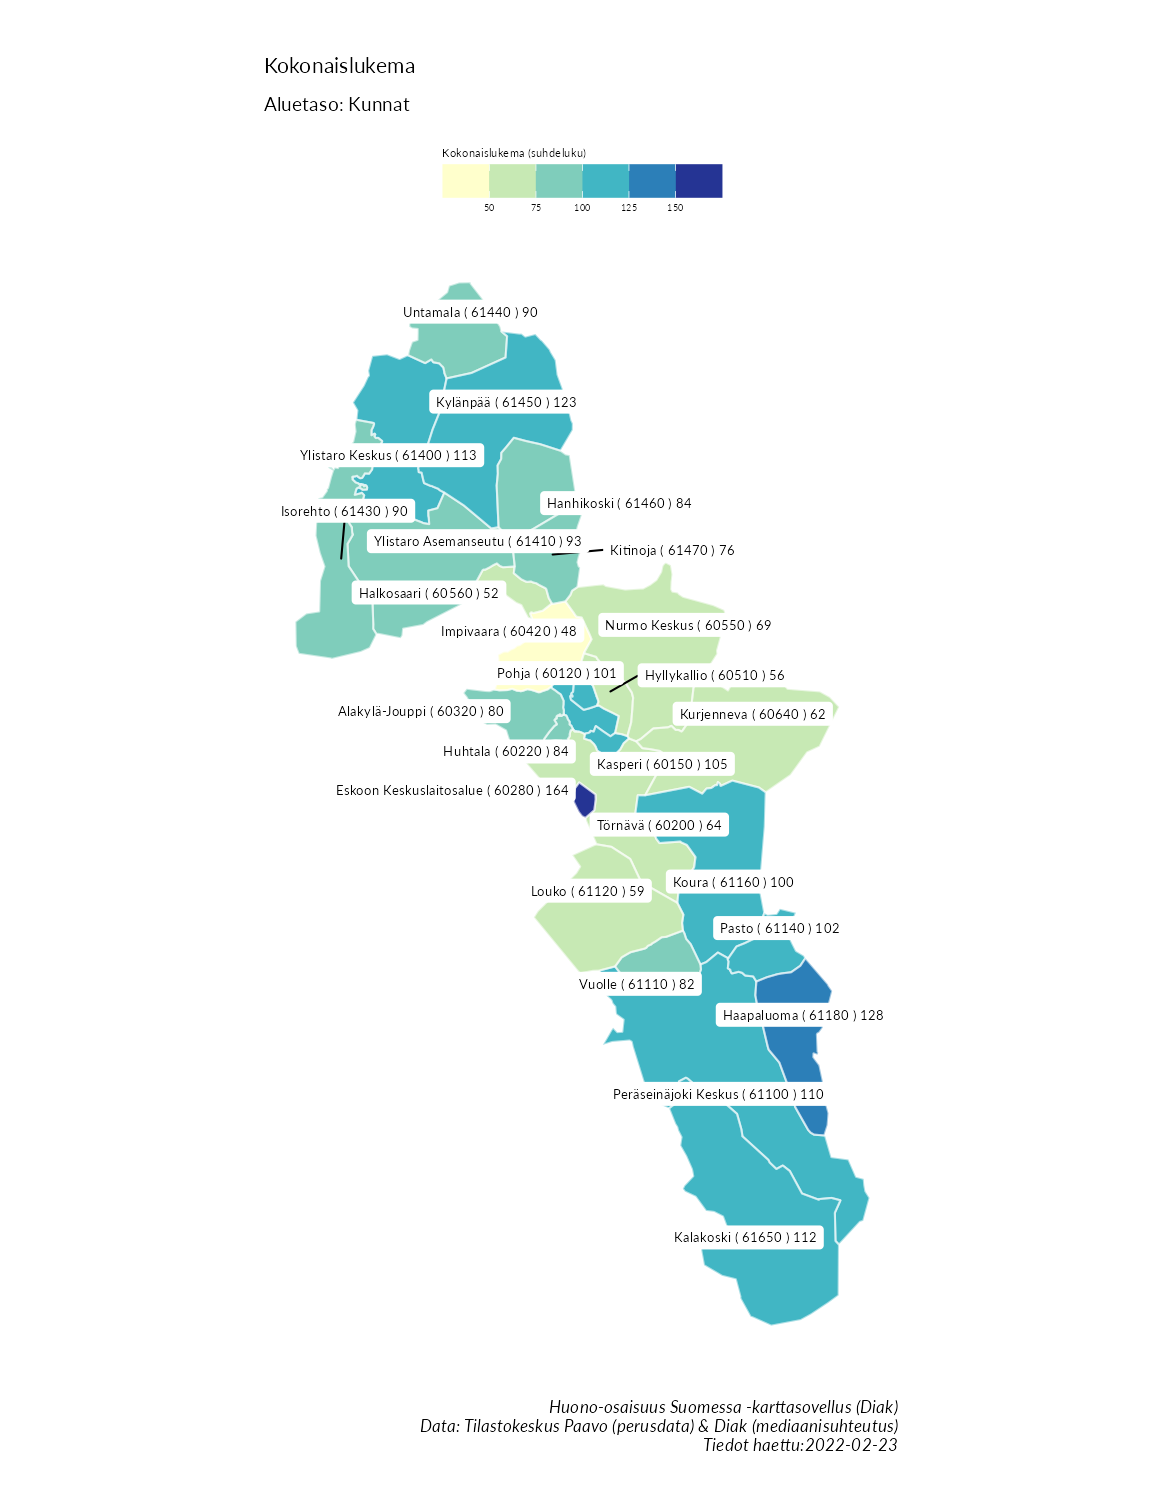 Kokonaislukema
Aluetaso: Kunnat
Kokonaislukema (suhdeluku)
50 75 100 125 150
Untamala ( 61440 ) 90
Kylänpää ( 61450 ) 123
Ylistaro Keskus ( 61400 ) 113
Hanhikoski ( 61460 ) 84
Isorehto ( 61430 ) 90
Ylistaro Asemanseutu ( 61410 ) 93
Kitinoja ( 61470 ) 76
Halkosaari ( 60560 ) 52
Nurmo Keskus ( 60550 ) 69
Impivaara ( 60420 ) 48
Pohja ( 60120 ) 101
Hyllykallio ( 60510 ) 56
Alakylä-Jouppi ( 60320 ) 80
Kurjenneva ( 60640 ) 62
Huhtala ( 60220 ) 84
Kasperi ( 60150 ) 105
Eskoon Keskuslaitosalue ( 60280 ) 164
Törnävä ( 60200 ) 64
Koura ( 61160 ) 100
Louko ( 61120 ) 59
Pasto ( 61140 ) 102
Vuolle ( 61110 ) 82
Haapaluoma ( 61180 ) 128
Peräseinäjoki Keskus ( 61100 ) 110
Kalakoski ( 61650 ) 112
Huono-osaisuus Suomessa -karttasovellus (Diak)
Data: Tilastokeskus Paavo (perusdata) & Diak (mediaanisuhteutus)
Tiedot haettu:2022-02-23